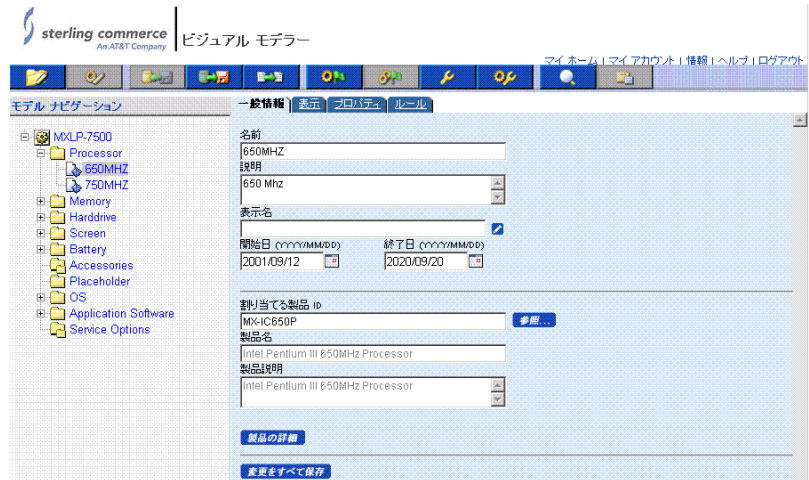 sterling commerce
An AT&T Company
ビジュアル モデラー
マイ ホーム | マイ アカウント | 情報 | ヘルプ | ログアウト
モデル ナビゲーション
一般情報 表示 プロパティ ルール
MXLP-7500
Processor
650MHZ
750MHZ
Memory
Harddrive
Screen
Battery
Accessories
Placeholder
OS
Application Software
Service Options
名前
650MHZ
説明
650 Mhz
表示名
開始日 (YYYY/MM/DD) 終了日 (YYYY/MM/DD)
2001/09/12 2020/09/20
割り当てる製品 ID
MX-IC650P 参照...
製品名
Intel Pentium III 650MHz Processor
製品説明
Intel Pentium III 650MHz Processor
製品の詳細
変更をすべて保存